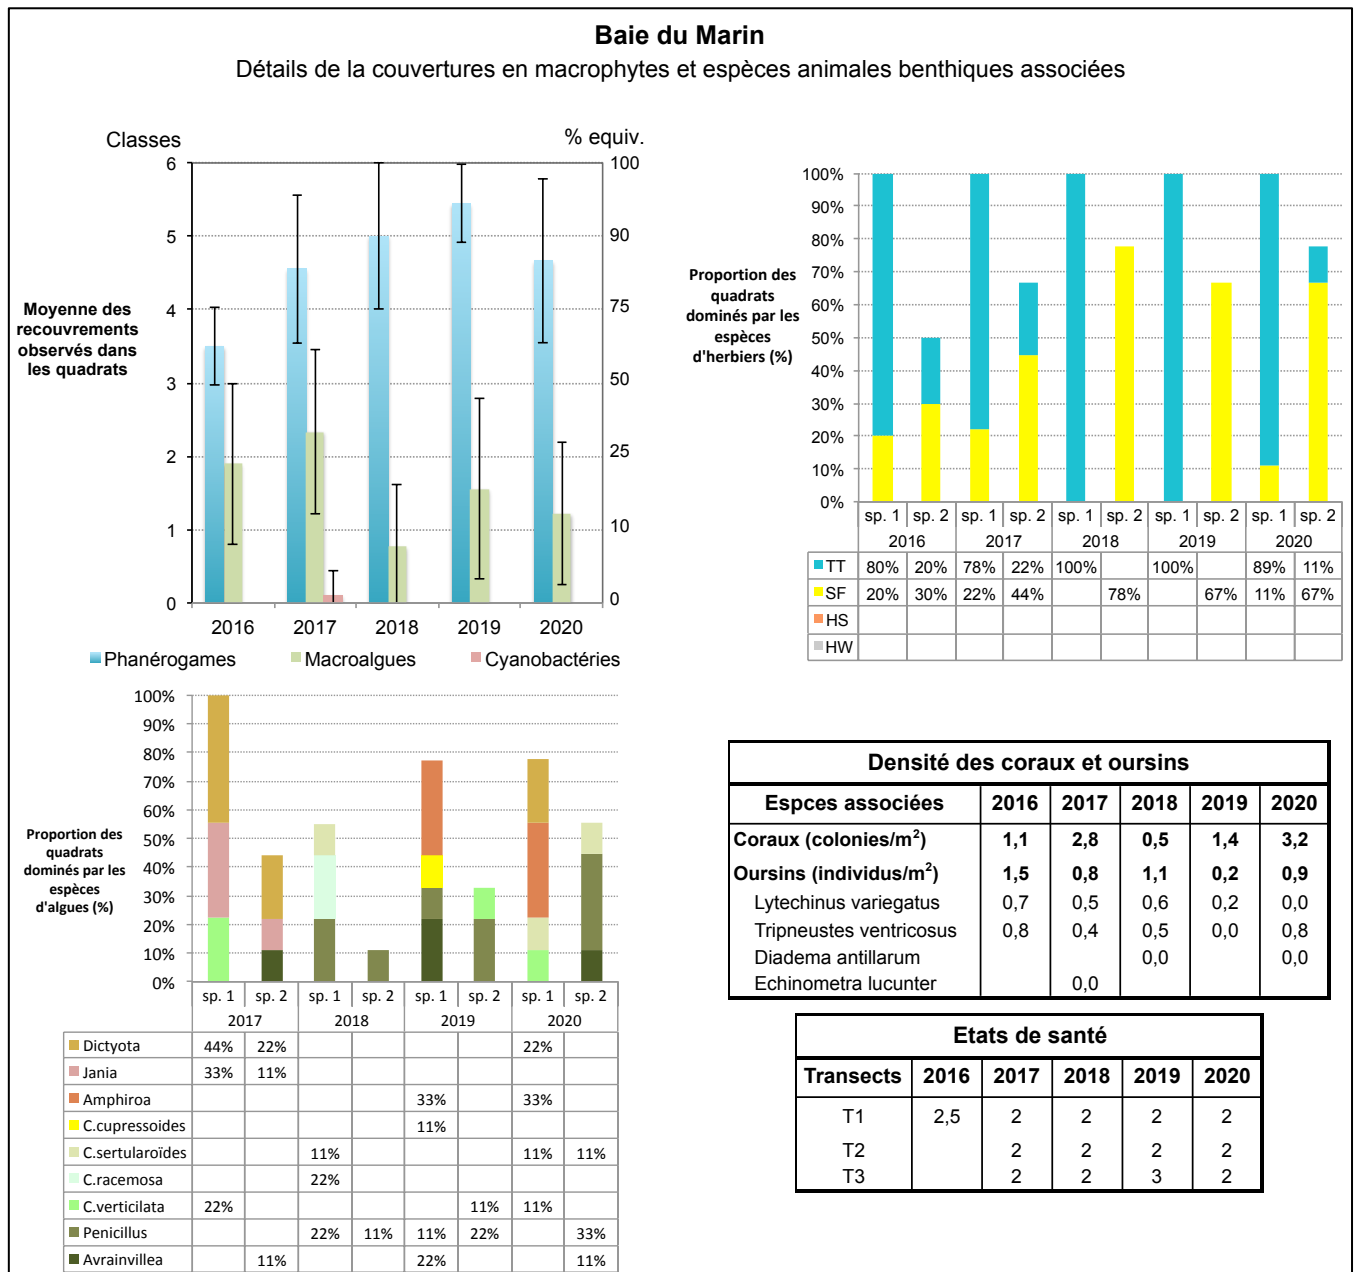 Baie du Marin
Détails de la couvertures en macrophytes et espèces animales benthiques associées
Classes
% equiv.
Moyenne des
recouvrements
observés dans
les quadrats
6
5
4
3
2
1
0
100
90
75
50
25
10
0
2016 2017 2018 2019 2020
Phanérogames Macroalgues Cyanobactéries
Proportion des
quadrats
dominés par les
espèces
d'herbiers (%)
100%
90%
80%
70%
60%
50%
40%
30%
20%
10%
0%
sp. 1 sp. 2 sp. 1 sp. 2 sp. 1 sp. 2 sp. 1 sp. 2 sp. 1 sp. 2
2016 2017 2018 2019 2020
TT 80% 20% 78% 22% 100% 100% 89% 11%
SF 20% 30% 22% 44% 78% 67% 11% 67%
HS
HW
Proportion des
quadrats
dominés par les
espèces
d'algues (%)
100%
90%
80%
70%
60%
50%
40%
30%
20%
10%
0%
sp. 1 sp. 2 sp. 1 sp. 2 sp. 1 sp. 2 sp. 1 sp. 2
2017 2018 2019 2020
Dictyota 44% 22% 22%
Jania 33% 11%
Amphiroa 33% 33%
C.cupressoides 11%
C.sertularoïdes 11% 11% 11%
C.racemosa 22%
C.verticilata 22% 11% 11%
Penicillus 22% 11% 11% 22% 33%
Avrainvillea 11% 22% 11%
Densité des coraux et oursins
Espces associées 2016 2017 2018 2019 2020
Coraux (colonies/m²) 1,1 2,8 0,5 1,4 3,2
Oursins (individus/m²) 1,5 0,8 1,1 0,2 0,9
Lytechinus variegatus 0,7 0,5 0,6 0,2 0,0
Tripneustes ventricosus 0,8 0,4 0,5 0,0 0,8
Diadema antillarum 0,0 0,0
Echinometra lucunter 0,0
Etats de santé
Transects 2016 2017 2018 2019 2020
T1 2,5 2 2 2 2
T2 2 2 2 2
T3 2 2 3 2